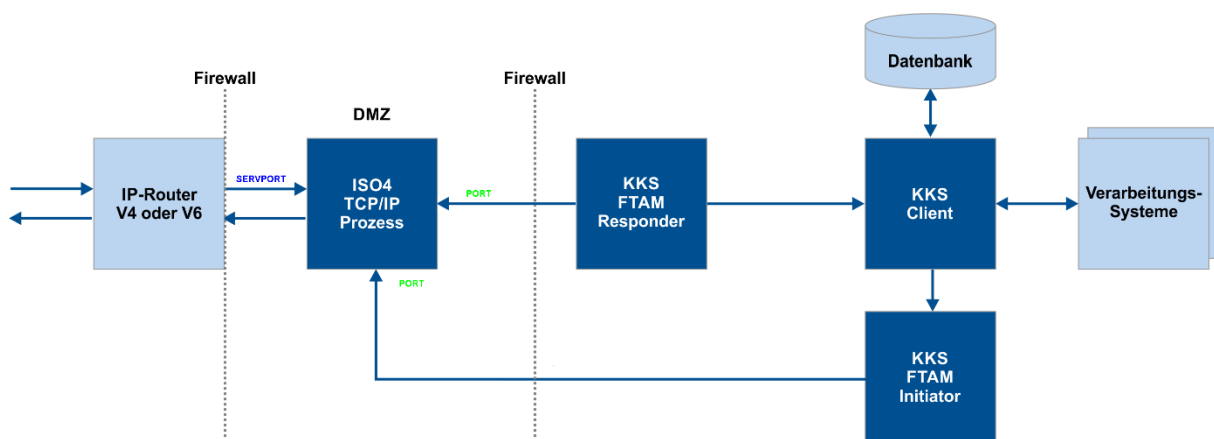 Datenbank
Firewall
Firewall
DMZ
IP-Router
V4 oder V6
SERVPORT
ISO4
TCP/IP
Prozess
PORT
KKS
FTAM
Responder
KKS
Client
Verarbeitungs-
Systeme
PORT
KKS
FTAM
Initiator